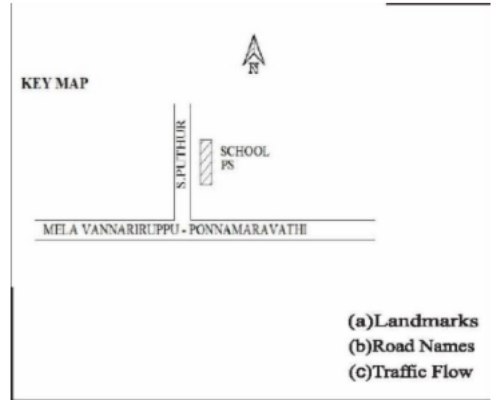 N
KEY MAP
S.PUTHUR
SCHOOL
PS
MELA VANNARIRUPPU - PONNAMARAVATHI
(a)Landmarks
(b)Road Names
(c)Traffic Flow